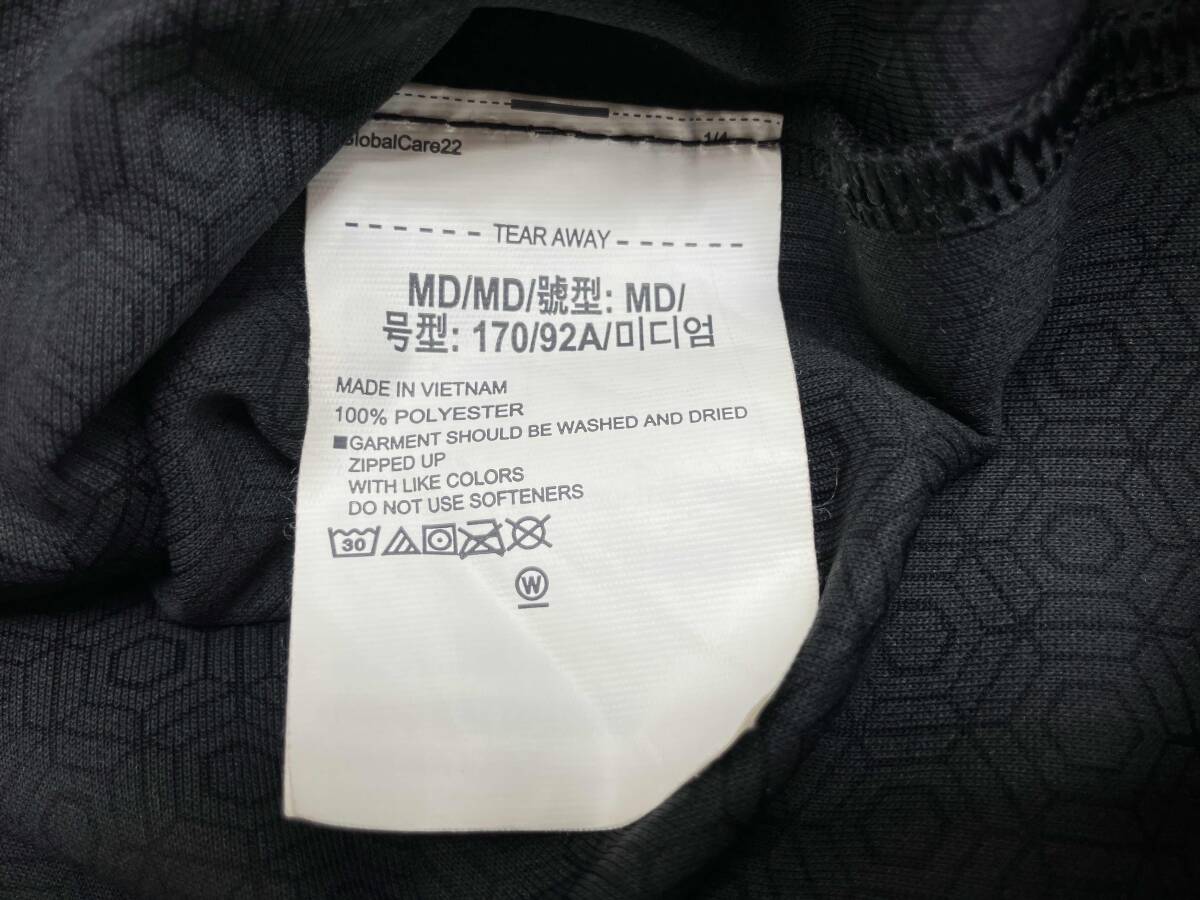 GlobalCare22 1/4
TEAR AWAY
MD/MD/號型: MD/
号型: 170/92A/미디엄
MADE IN VIETNAM
100% POLYESTER
■GARMENT SHOULD BE WASHED AND DRIED
ZIPPED UP
WITH LIKE COLORS
DO NOT USE SOFTENERS
30
W